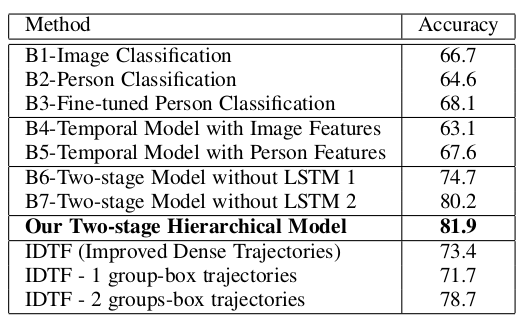 Method Accuracy
B1-Image Classification 66.7
B2-Person Classification 64.6
B3-Fine-tuned Person Classification 68.1
B4-Temporal Model with Image Features 63.1
B5-Temporal Model with Person Features 67.6
B6-Two-stage Model without LSTM 1 74.7
B7-Two-stage Model without LSTM 2 80.2
Our Two-stage Hierarchical Model 81.9
IDTF (Improved Dense Trajectories) 73.4
IDTF - 1 group-box trajectories 71.7
IDTF - 2 groups-box trajectories 78.7